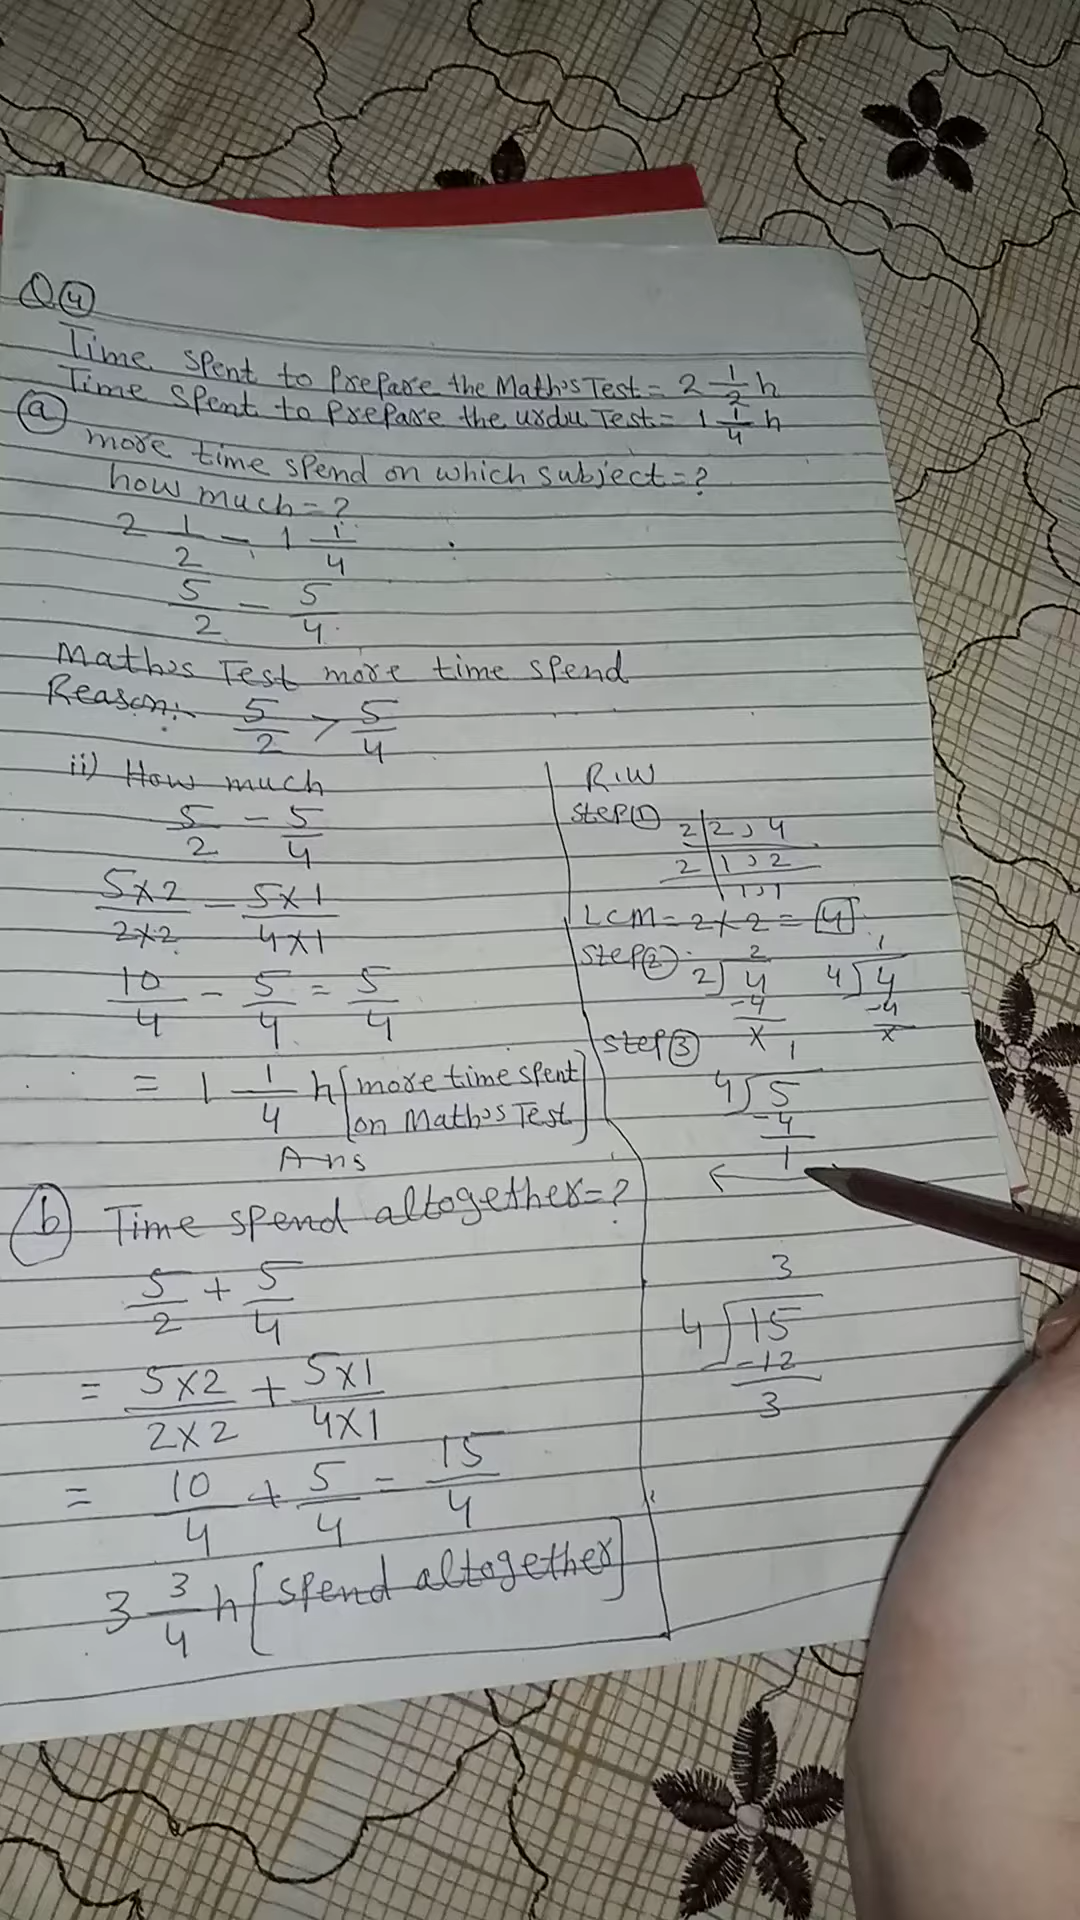 Q 4
Time spent to prepare the Maths Test = 2 1/2 h
Time spent to prepare the urdu Test = 1 1/4 h
a more time spend on which subject = ?
how much = ?
2 1/2 - 1 1/4
5/2 - 5/4
Maths Test more time spend
Reason: 5/2 > 5/4
ii) How much
5/2 - 5/4
5×2/2×2 - 5×1/4×1
10/4 - 5/4 = 5/4
= 1 1/4 h [more time spent
on Maths Test]
Ans
R.W
Step 1
2 | 2, 4
2 | 1, 2
1, 1
LCM = 2 × 2 = 4
Step 2
2
2) 4
-4
×
1
4) 4
-4
×
Step 3
1
4) 5
-4
1
b Time spend altogether = ?
5/2 + 5/4
= 5×2/2×2 + 5×1/4×1
= 10/4 + 5/4 = 15/4
3 3/4 h [spend altogether]
3
4) 15
-12
3